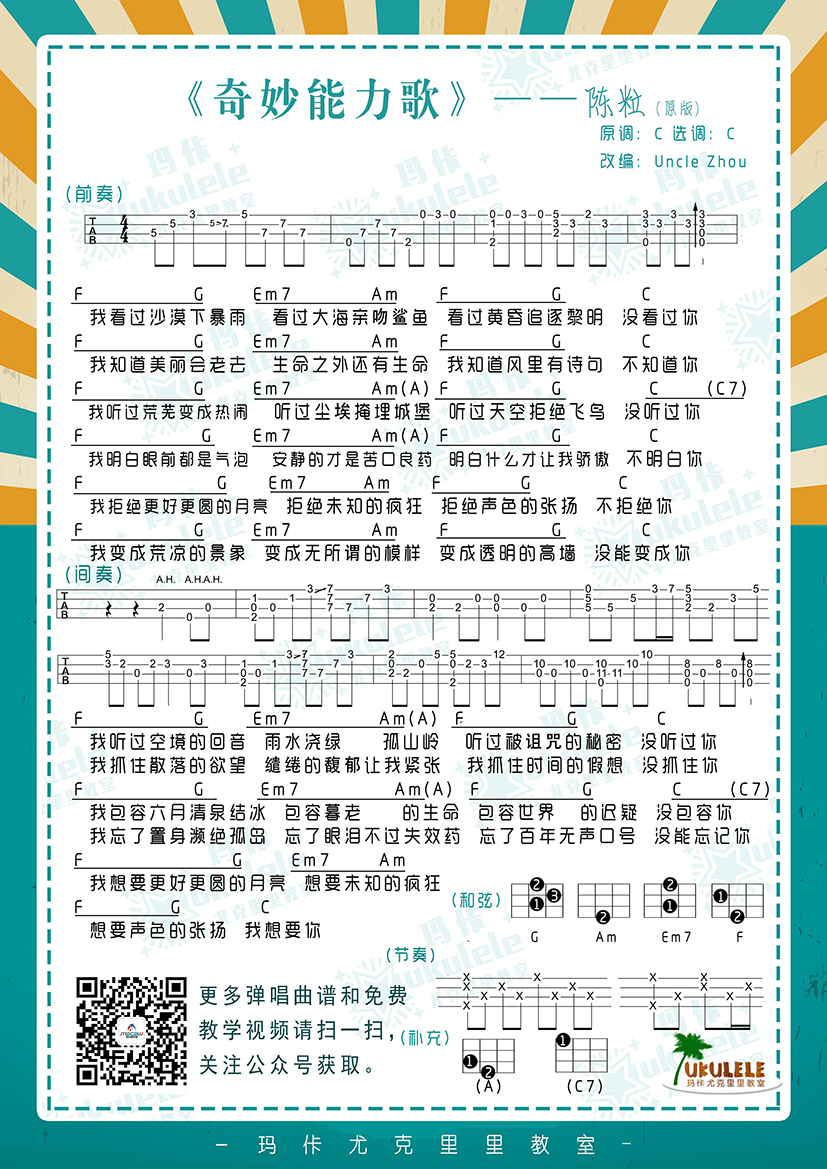 《奇妙能力歌》——陈粒(原版)
原调：C 选调：C
改编：Uncle Zhou
(前奏)
F G Em7 Am F G C
我看过沙漠下暴雨 看过大海亲吻鲨鱼 看过黄昏追逐黎明 没看过你
F G Em7 Am F G C
我知道美丽会老去 生命之外还有生命 我知道风里有诗句 不知道你
F G Em7 Am(A) F G C (C7)
我听过荒芜变成热闹 听过尘埃掩埋城堡 听过天空拒绝飞鸟 没听过你
F G Em7 Am(A) F G C
我明白眼前都是气泡 安静的才是苦口良药 明白什么才让我骄傲 不明白你
F G Em7 Am F G C
我拒绝更好更圆的月亮 拒绝未知的疯狂 拒绝声色的张扬 不拒绝你
F G Em7 Am F G C
我变成荒凉的景象 变成无所谓的模样 变成透明的高墙 没能变成你
(间奏)
A.H. A.H.A.H.
F G Em7 Am(A) F G C
我听过空境的回音 雨水浇绿 孤山岭 听过被诅咒的秘密 没听过你
我抓住散落的欲望 缱绻的馥郁让我紧张 我抓住时间的假想 没抓住你
F G Em7 Am(A) F G C (C7)
我包容六月清泉结冰 包容暮老 的生命 包容世界 的迟疑 没包容你
我忘了置身濒绝孤岛 忘了眼泪不过失效药 忘了百年无声口号 没能忘记你
F G Em7 Am
我想要更好更圆的月亮 想要未知的疯狂
F G C
想要声色的张扬 我想要你
(和弦)
G Am Em7 F
(节奏)
更多弹唱曲谱和免费
教学视频请扫一扫，
关注公众号获取。
(补充)
(A) (C7)
UKULELE
玛佧尤克里里教室
- 玛佧尤克里里教室 -